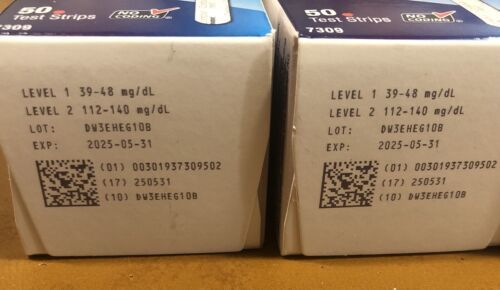 50
Test Strips
7309
NO
CODING
LEVEL 1 39-48 mg/dL
LEVEL 2 112-140 mg/dL
LOT: DW3EHEG10B
EXP: 2025-05-31
(01) 00301937309502
(17) 250531
(10) DW3EHEG10B
50
Test Strips
7309
NO
CODING
LEVEL 1 39-48 mg/dL
LEVEL 2 112-140 mg/dL
LOT: DW3EHEG10B
EXP: 2025-05-31
(01) 00301937309502
(17) 250531
(10) DW3EHEG10B